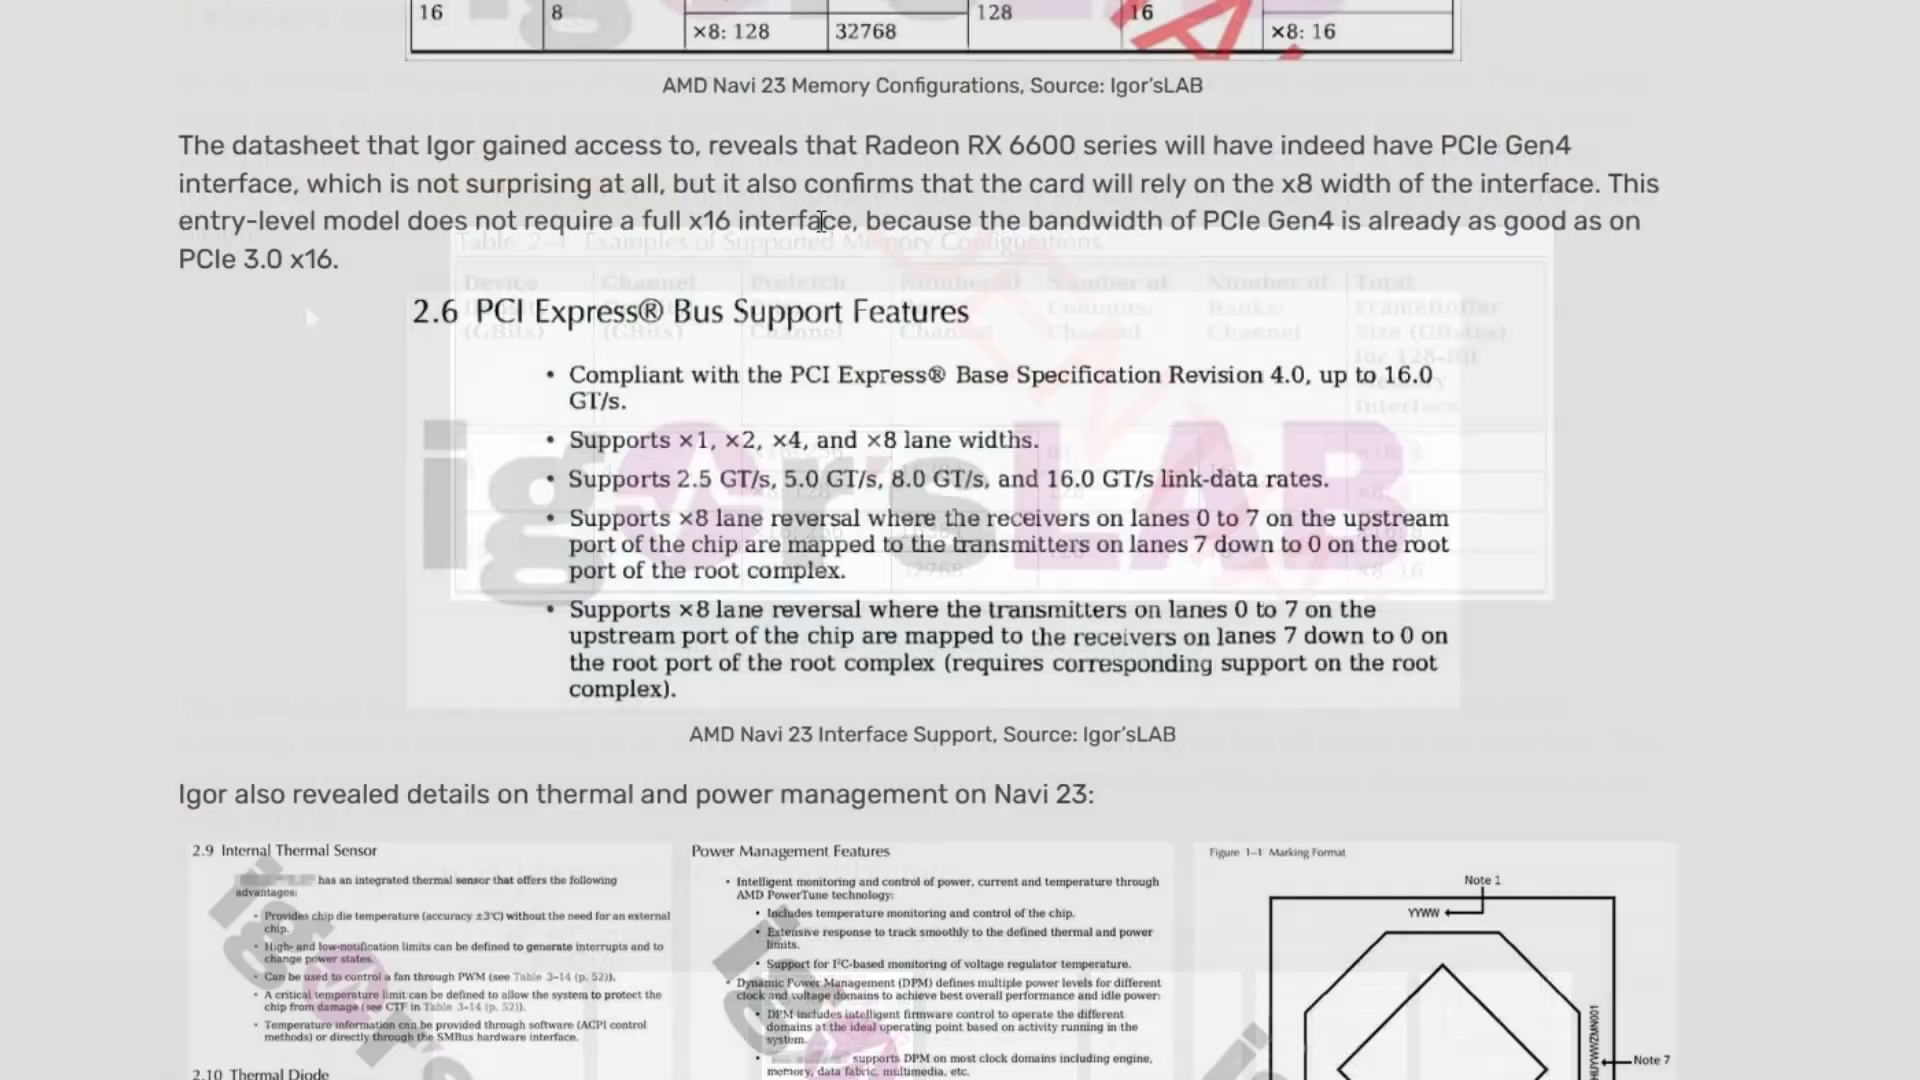 16 8 128 16
×8: 128 32768 ×8: 16
AMD Navi 23 Memory Configurations, Source: Igor'sLAB
The datasheet that Igor gained access to, reveals that Radeon RX 6600 series will have indeed have PCIe Gen4
interface, which is not surprising at all, but it also confirms that the card will rely on the x8 width of the interface. This
entry-level model does not require a full x16 interface, because the bandwidth of PCIe Gen4 is already as good as on
PCIe 3.0 x16.
Table 2–1 Examples of Supported Memory Configurations
2.6 PCI Express® Bus Support Features
• Compliant with the PCI Express® Base Specification Revision 4.0, up to 16.0
GT/s.
• Supports ×1, ×2, ×4, and ×8 lane widths.
• Supports 2.5 GT/s, 5.0 GT/s, 8.0 GT/s, and 16.0 GT/s link-data rates.
• Supports ×8 lane reversal where the receivers on lanes 0 to 7 on the upstream
port of the chip are mapped to the transmitters on lanes 7 down to 0 on the root
port of the root complex.
• Supports ×8 lane reversal where the transmitters on lanes 0 to 7 on the
upstream port of the chip are mapped to the receivers on lanes 7 down to 0 on
the root port of the root complex (requires corresponding support on the root
complex).
igor'sLAB
AMD Navi 23 Interface Support, Source: Igor'sLAB
Igor also revealed details on thermal and power management on Navi 23:
2.9 Internal Thermal Sensor
has an integrated thermal sensor that offers the following
advantages:
• Provides chip die temperature (accuracy ±3°C) without the need for an external
chip.
• High- and low-notification limits can be defined to generate interrupts and to
change power states.
• Can be used to control a fan through PWM (see Table 3–14 (p. 52)).
• A critical temperature limit can be defined to allow the system to protect the
chip from damage (see CTF in Table 3–14 (p. 52)).
• Temperature information can be provided through software (ACPI control
methods) or directly through the SMBus hardware interface.
2.10 Thermal Diode
Power Management Features
• Intelligent monitoring and control of power, current and temperature through
AMD PowerTune technology:
• Includes temperature monitoring and control of the chip.
• Extensive response to track smoothly to the defined thermal and power
limits.
• Support for I²C-based monitoring of voltage regulator temperature.
• Dynamic Power Management (DPM) defines multiple power levels for different
clock and voltage domains to achieve best overall performance and idle power:
• DPM includes intelligent firmware control to operate the different
domains at the ideal operating point based on activity running in the
system.
• supports DPM on most clock domains including engine,
memory, data fabric, multimedia, etc.
Figure 1–1 Marking Format
Note 1
YYWW
Note 7